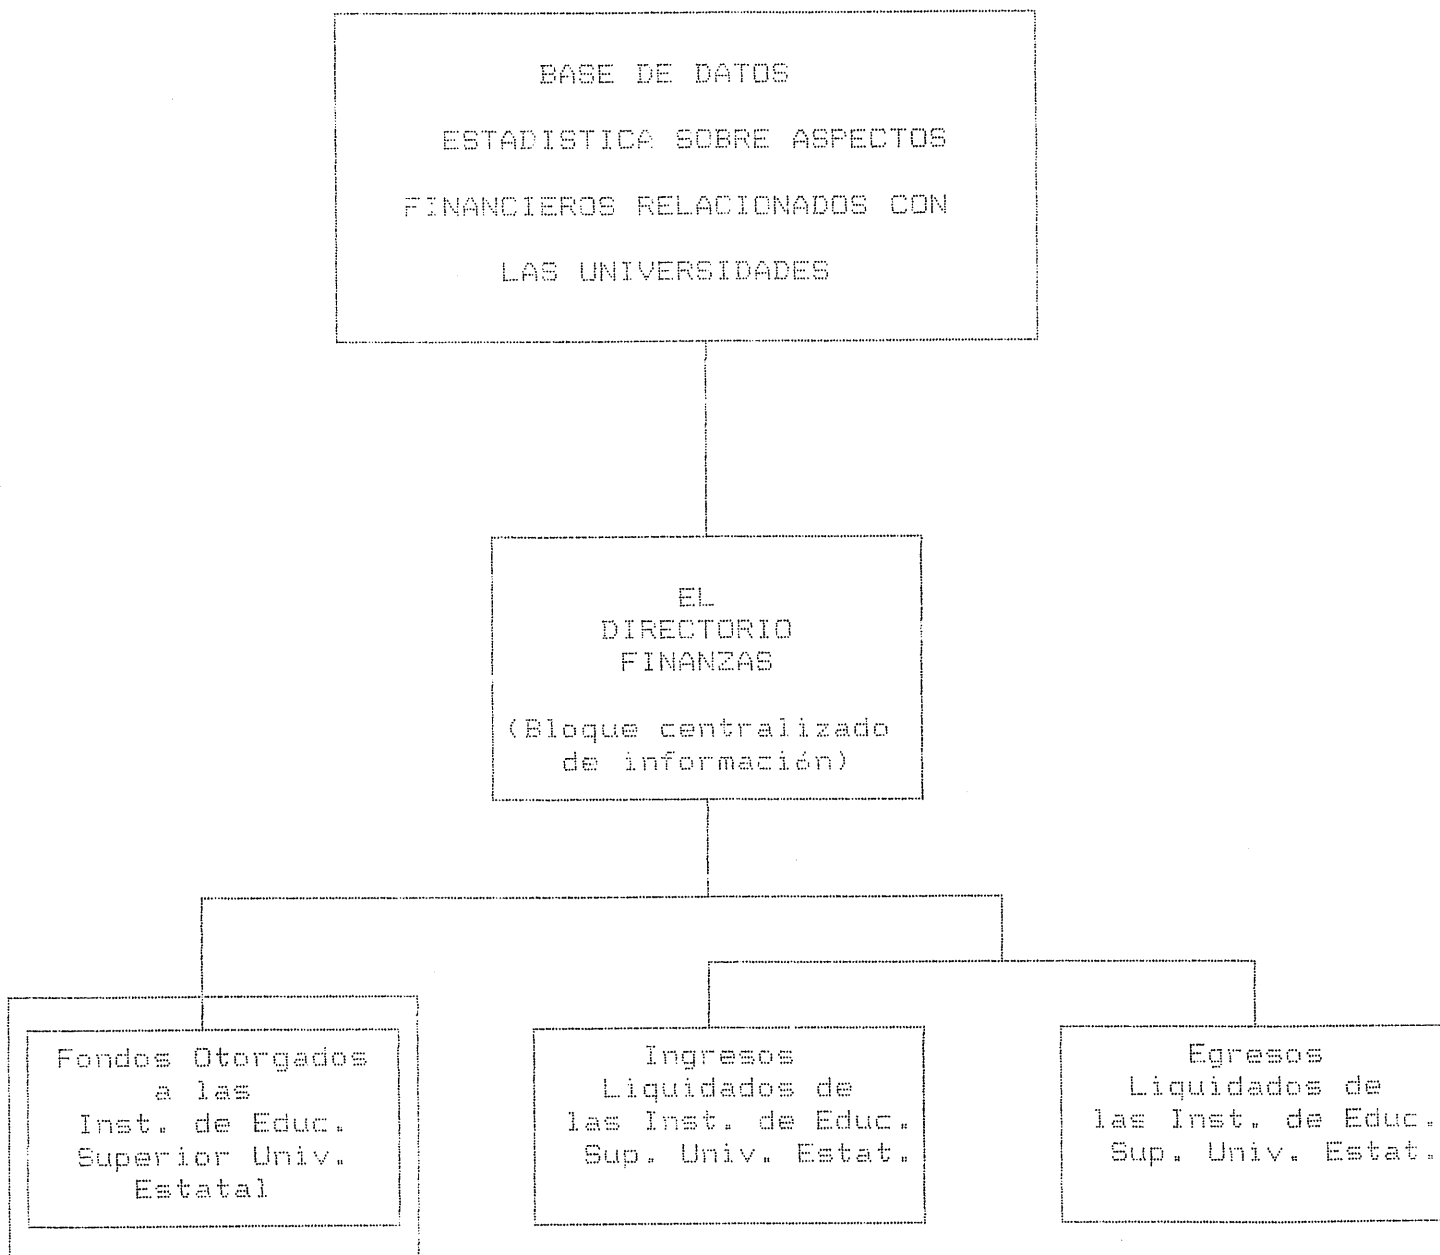 BASE DE DATOS
ESTADISTICA SOBRE ASPECTOS
FINANCIEROS RELACIONADOS CON
LAS UNIVERSIDADES
EL
DIRECTORIO
FINANZAS
(Bloque centralizado
de información)
Fondos Otorgados
a las
Inst. de Educ.
Superior Univ.
Estatal
Ingresos
Liquidados de
las Inst. de Educ.
Sup. Univ. Estat.
Egresos
Liquidados de
las Inst. de Educ.
Sup. Univ. Estat.